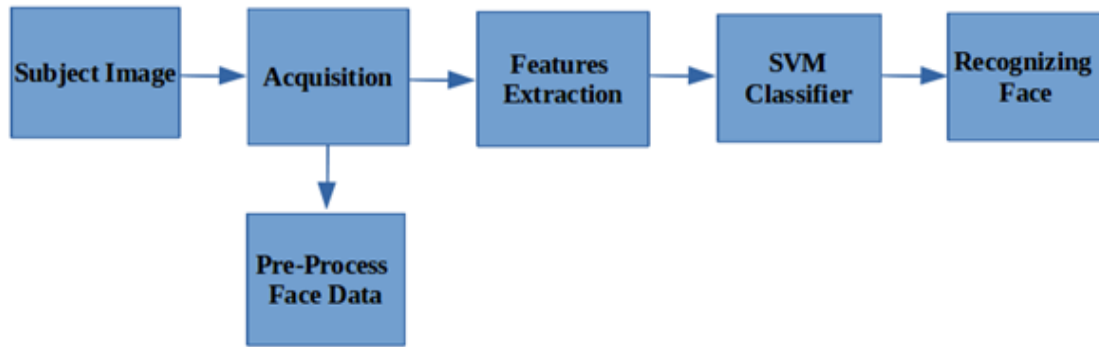 Subject Image
Acquisition
Features
Extraction
SVM
Classifier
Recognizing
Face
Pre-Process
Face Data